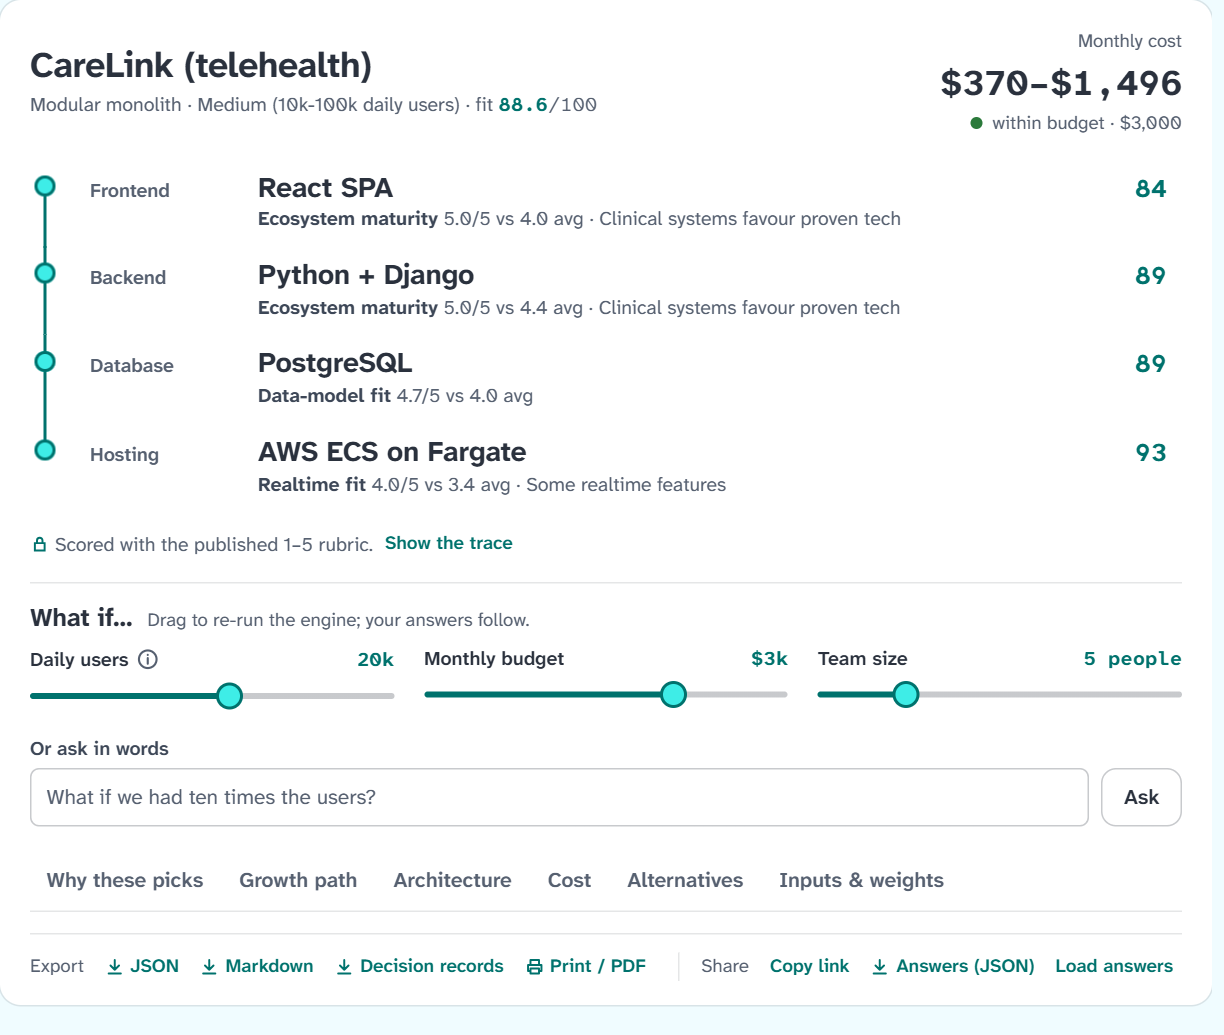 CareLink (telehealth)
Modular monolith · Medium (10k-100k daily users) · fit 88.6/100
Monthly cost
$370–$1,496
within budget · $3,000
Frontend
React SPA
84
Ecosystem maturity 5.0/5 vs 4.0 avg · Clinical systems favour proven tech
Backend
Python + Django
89
Ecosystem maturity 5.0/5 vs 4.4 avg · Clinical systems favour proven tech
Database
PostgreSQL
89
Data-model fit 4.7/5 vs 4.0 avg
Hosting
AWS ECS on Fargate
93
Realtime fit 4.0/5 vs 3.4 avg · Some realtime features
Scored with the published 1–5 rubric. Show the trace
What if... Drag to re-run the engine; your answers follow.
Daily users 20k
Monthly budget $3k
Team size 5 people
Or ask in words
What if we had ten times the users? Ask
Why these picks Growth path Architecture Cost Alternatives Inputs & weights
Export JSON Markdown Decision records Print / PDF Share Copy link Answers (JSON) Load answers